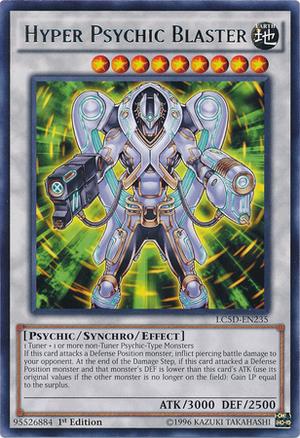 HYPER PSYCHIC BLASTER
EARTH
地
LC5D-EN235
[PSYCHIC/SYNCHRO/EFFECT]
1 Tuner + 1 or more non-Tuner Psychic-Type Monsters
If this card attacks a Defense Position monster, inflict piercing battle damage to
your opponent. At the end of the Damage Step, if this card attacked a
Defense Position monster and that monster's DEF is lower than this card's ATK (use its
original values if the other monster is no longer on the field): Gain LP equal
to the surplus.
ATK/3000 DEF/2500
95526884 1st Edition ©1996 KAZUKI TAKAHASHI